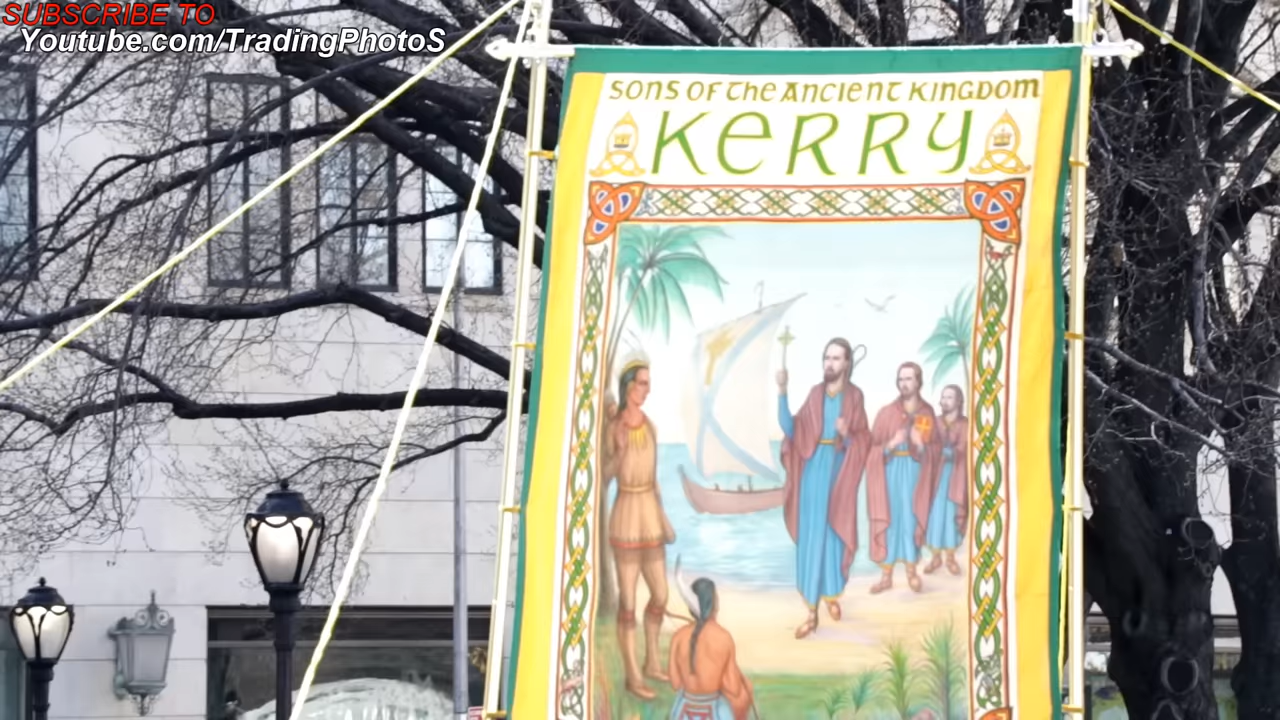 SUBSCRIBE TO
Youtube.com/TradingPhotoS
SONS OF the ANCIENT KINGDOM
KERRY